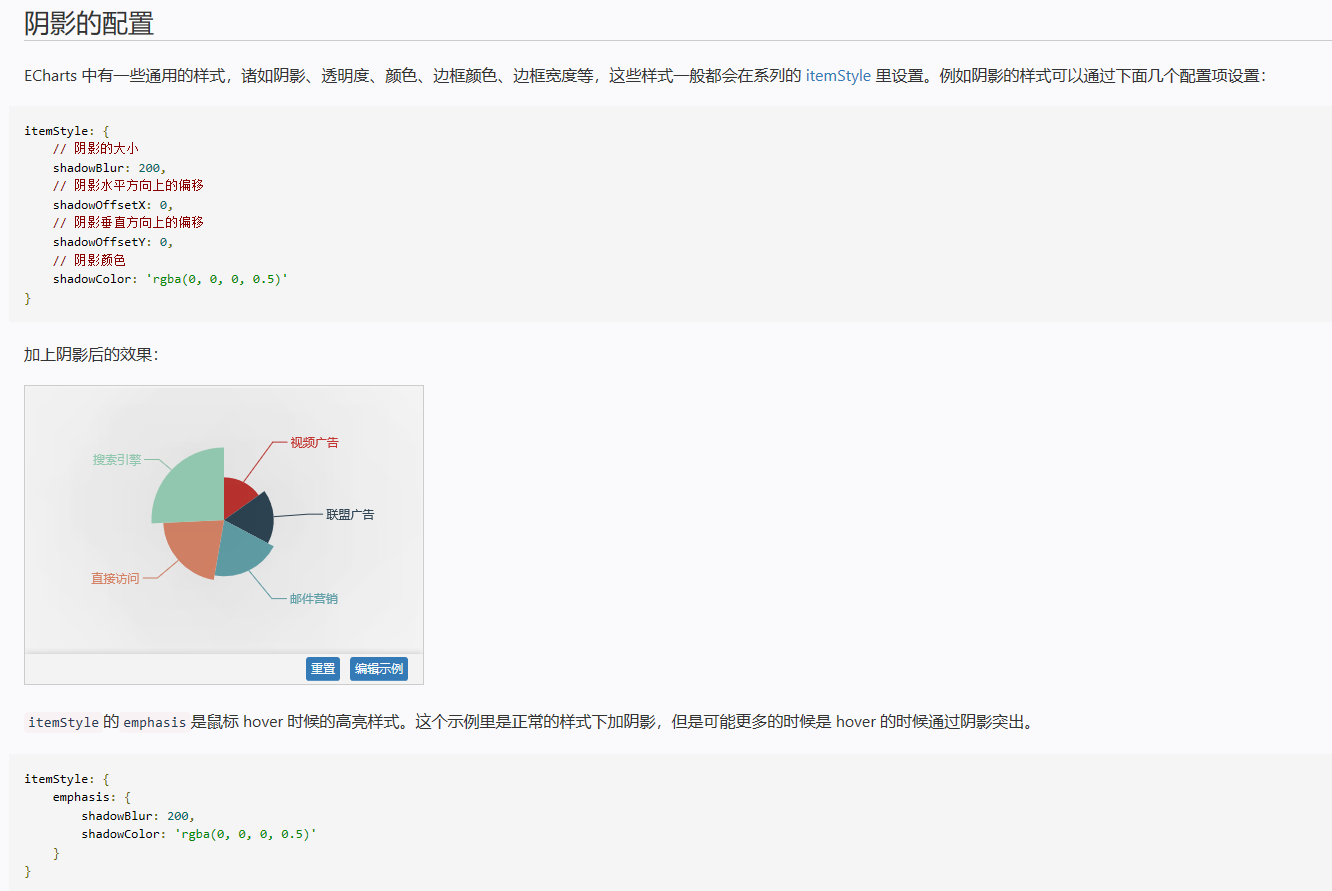 阴影的配置
ECharts 中有一些通用的样式，诸如阴影、透明度、颜色、边框颜色、边框宽度等，这些样式一般都会在系列的 itemStyle 里设置。例如阴影的样式可以通过下面几个配置项设置：
itemStyle: {
    // 阴影的大小
    shadowBlur: 200,
    // 阴影水平方向上的偏移
    shadowOffsetX: 0,
    // 阴影垂直方向上的偏移
    shadowOffsetY: 0,
    // 阴影颜色
    shadowColor: 'rgba(0, 0, 0, 0.5)'
}
加上阴影后的效果：
视频广告
搜索引擎
联盟广告
直接访问
邮件营销
重置 编辑示例
itemStyle 的 emphasis 是鼠标 hover 时候的高亮样式。这个示例里是正常的样式下加阴影，但是可能更多的时候是 hover 的时候通过阴影突出。
itemStyle: {
    emphasis: {
        shadowBlur: 200,
        shadowColor: 'rgba(0, 0, 0, 0.5)'
    }
}